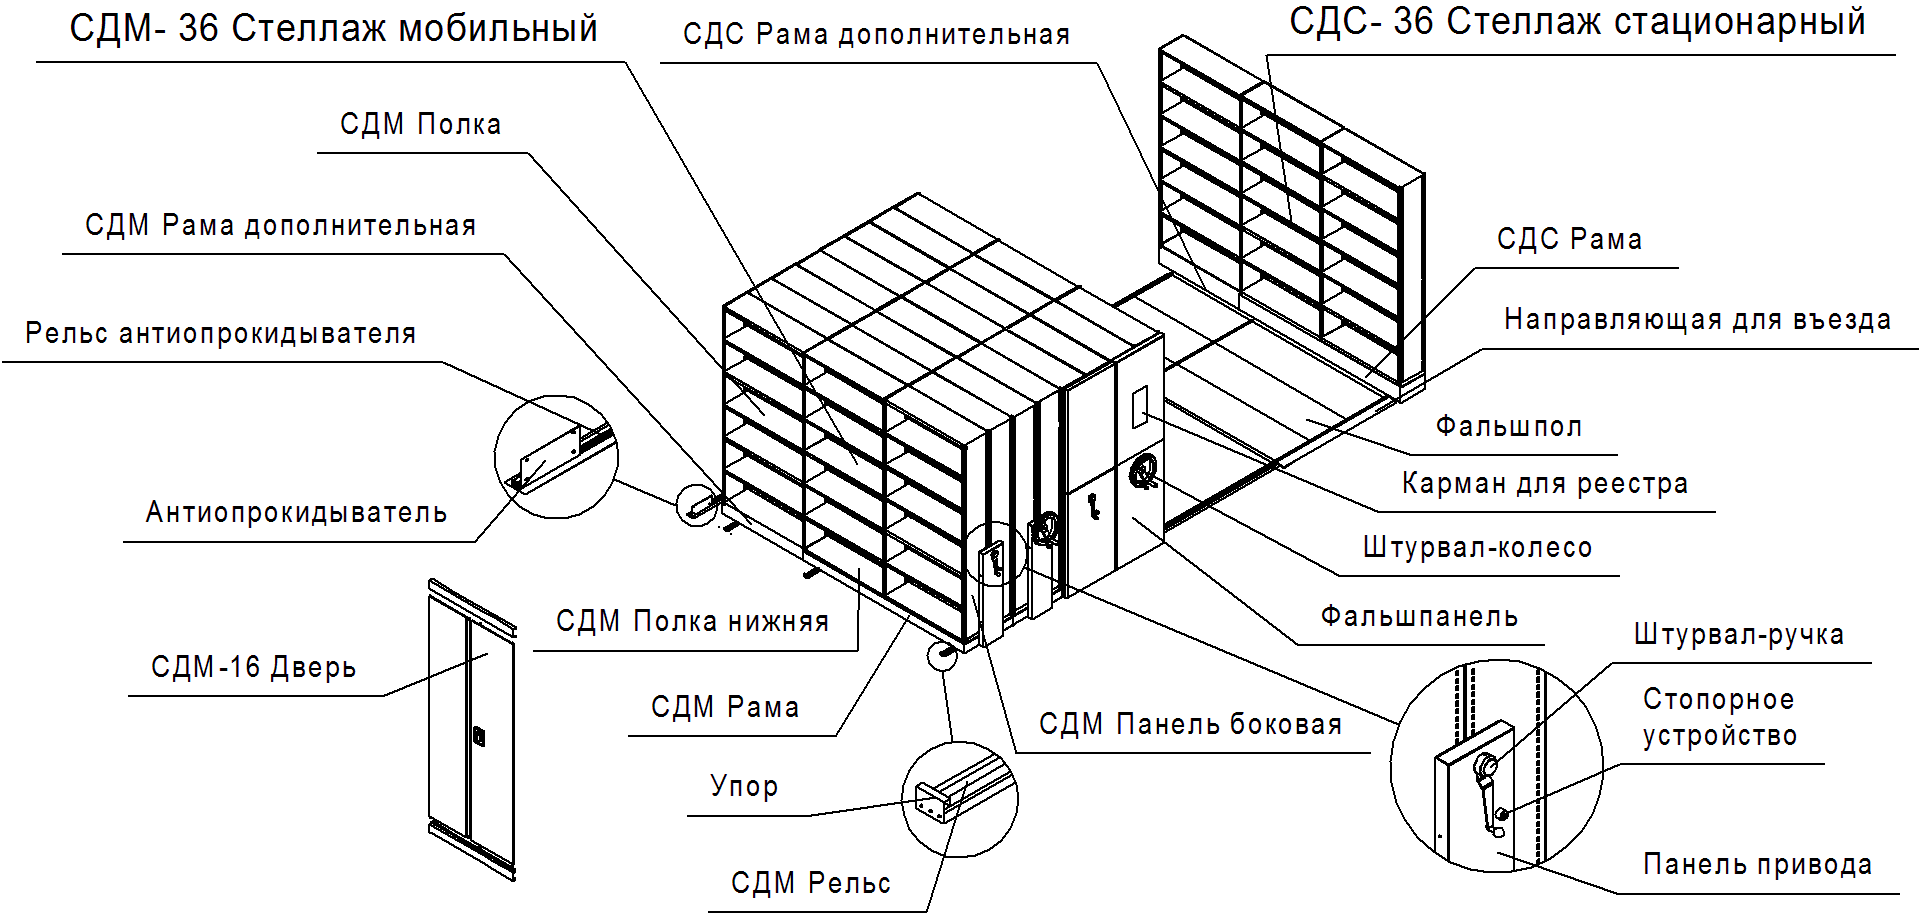 СДМ- 36 Стеллаж мобильный
СДС Рама дополнительная
СДС- 36 Стеллаж стационарный
СДМ Полка
СДМ Рама дополнительная
СДС Рама
Рельс антиопрокидывателя
Направляющая для въезда
Фальшпол
Карман для реестра
Антиопрокидыватель
Штурвал-колесо
СДМ Полка нижняя
Фальшпанель
Штурвал-ручка
СДМ-16 Дверь
СДМ Рама
СДМ Панель боковая
Стопорное
устройство
Упор
СДМ Рельс
Панель привода